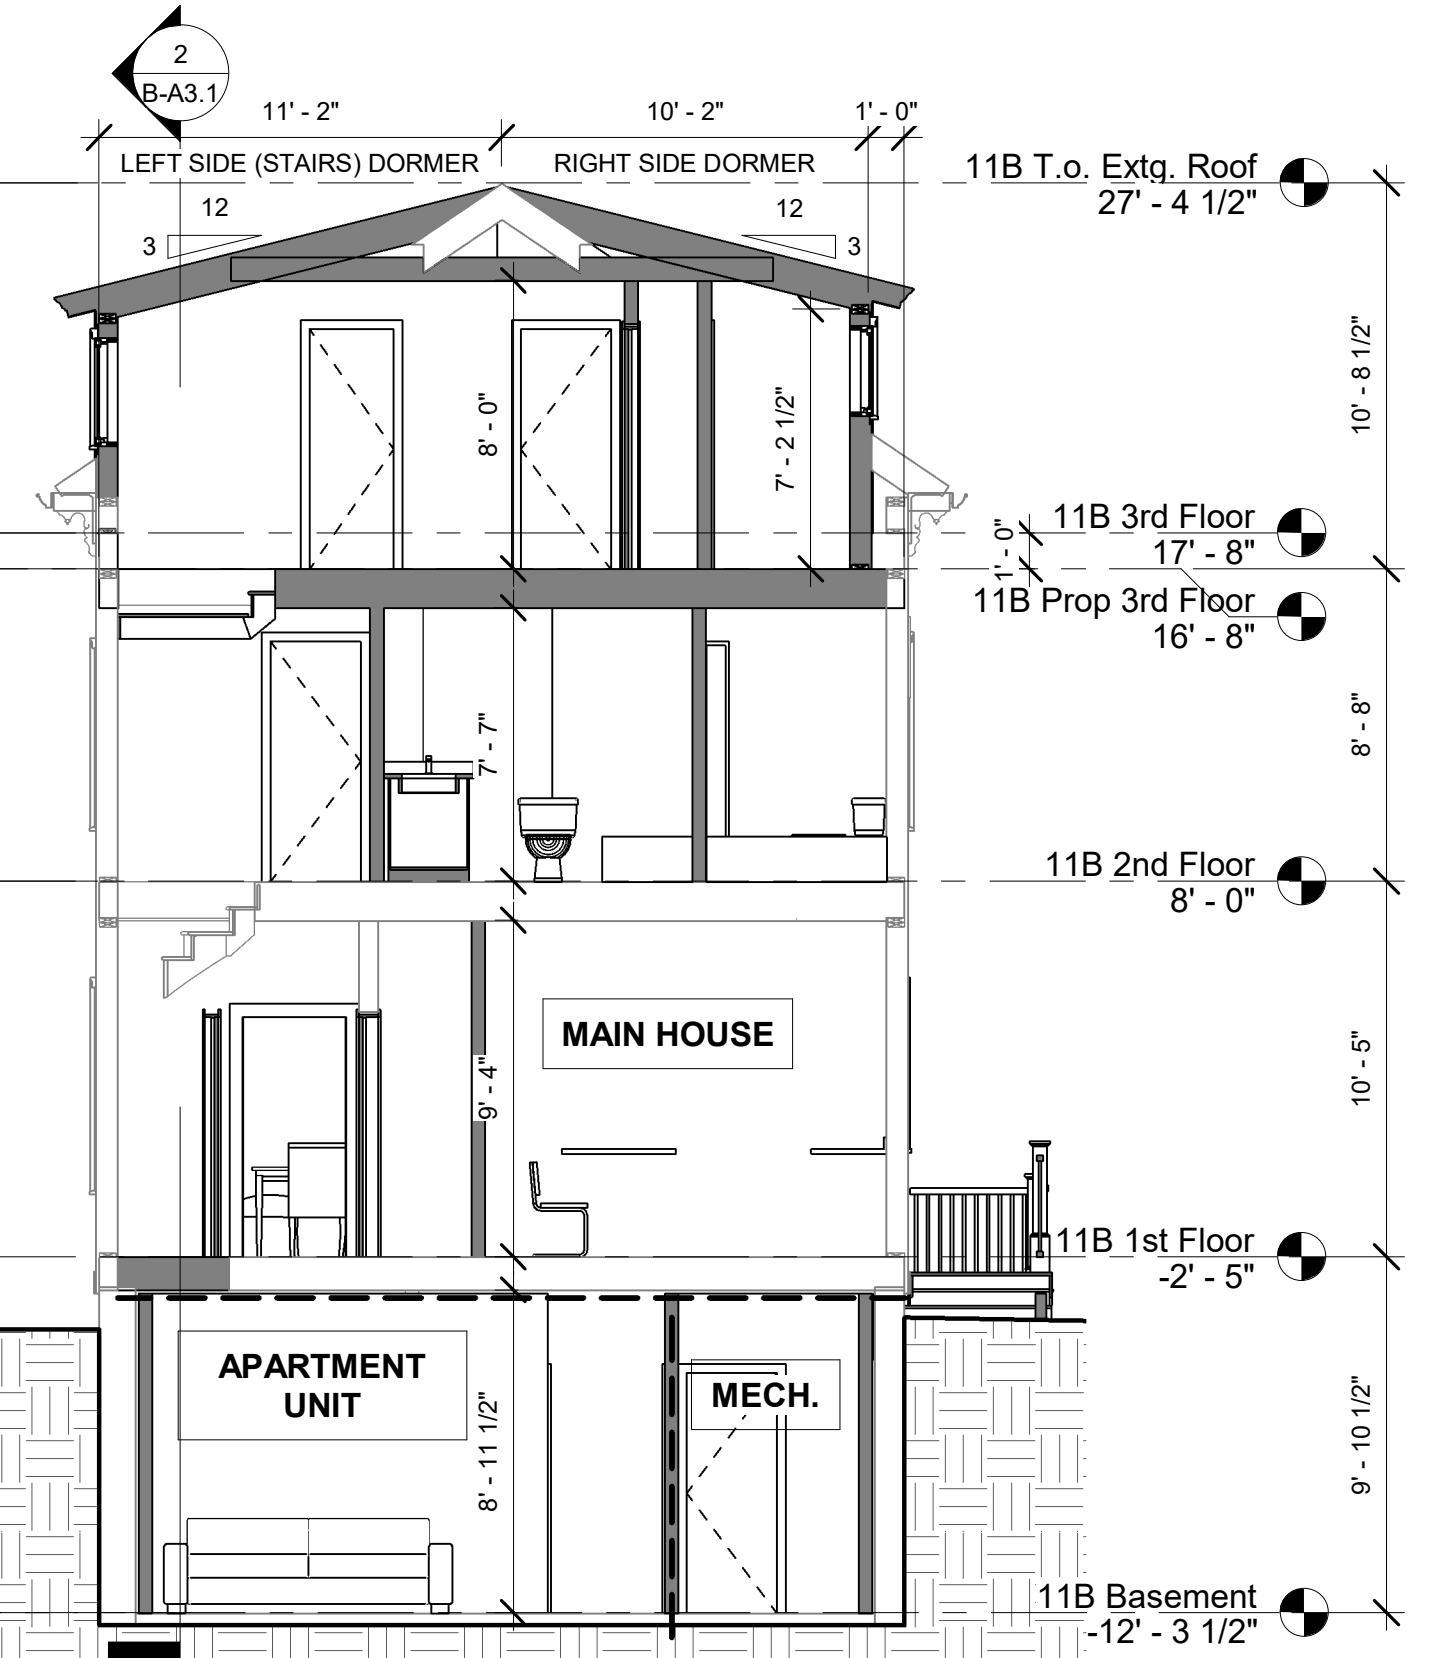 2
B-A3.1
11' - 2"
10' - 2"
1' - 0"
LEFT SIDE (STAIRS) DORMER
RIGHT SIDE DORMER
11B T.o. Extg. Roof
27' - 4 1/2"
12
3
12
3
10' - 8 1/2"
8' - 0"
7' - 2 1/2"
11B 3rd Floor
17' - 8"
1' - 0"
11B Prop 3rd Floor
16' - 8"
7' - 7"
8' - 8"
11B 2nd Floor
8' - 0"
MAIN HOUSE
9' - 4"
10' - 5"
11B 1st Floor
-2' - 5"
APARTMENT
UNIT
MECH.
8' - 11 1/2"
9' - 10 1/2"
11B Basement
-12' - 3 1/2"